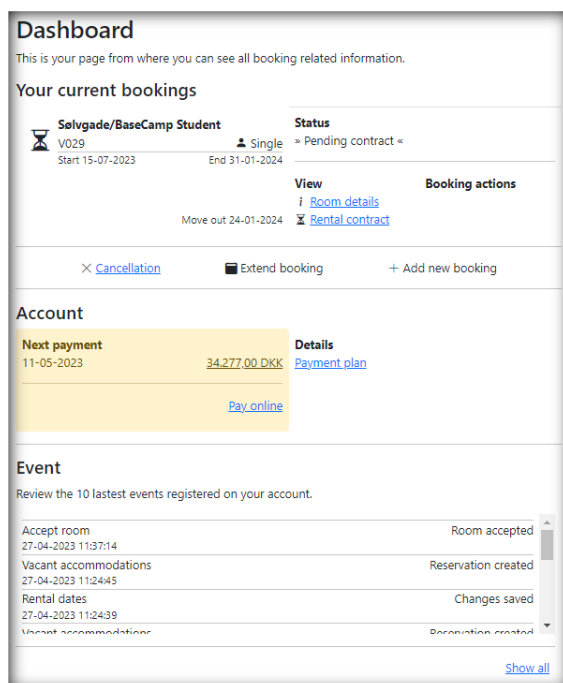 Dashboard
This is your page from where you can see all booking related information.
Your current bookings
Sølvgade/BaseCamp Student
V029 Single
Start 15-07-2023 End 31-01-2024
Move out 24-01-2024
Status
» Pending contract «
View Booking actions
i Room details
Rental contract
Cancellation Extend booking + Add new booking
Account
Next payment
11-05-2023 34.277,00 DKK
Pay online
Details
Payment plan
Event
Review the 10 lastest events registered on your account.
Accept room Room accepted
27-04-2023 11:37:14
Vacant accommodations Reservation created
27-04-2023 11:24:45
Rental dates Changes saved
27-04-2023 11:24:39
Vacant accommodations Reservation created
Show all